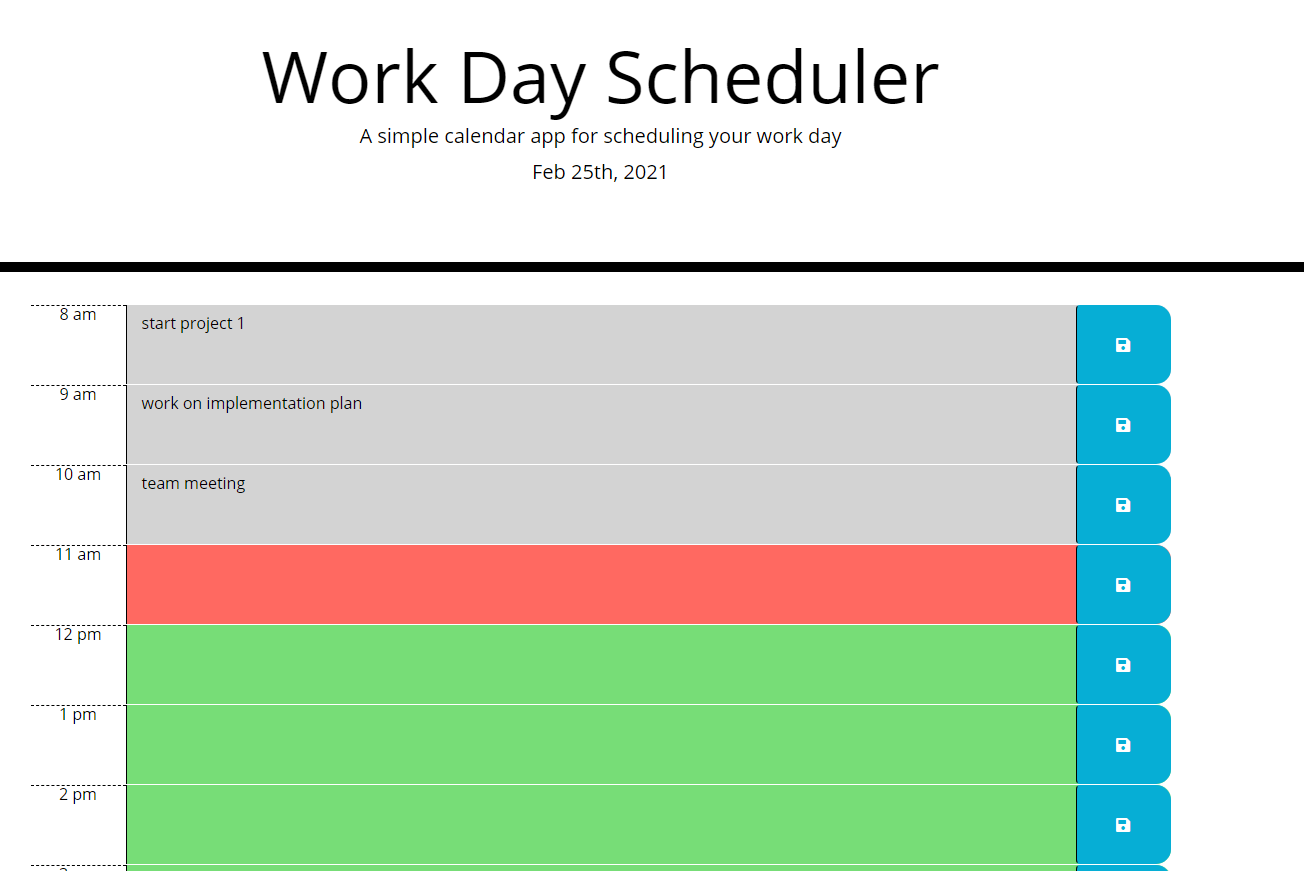 Work Day Scheduler
A simple calendar app for scheduling your work day
Feb 25th, 2021
8 am
start project 1
9 am
work on implementation plan
10 am
team meeting
11 am
12 pm
1 pm
2 pm